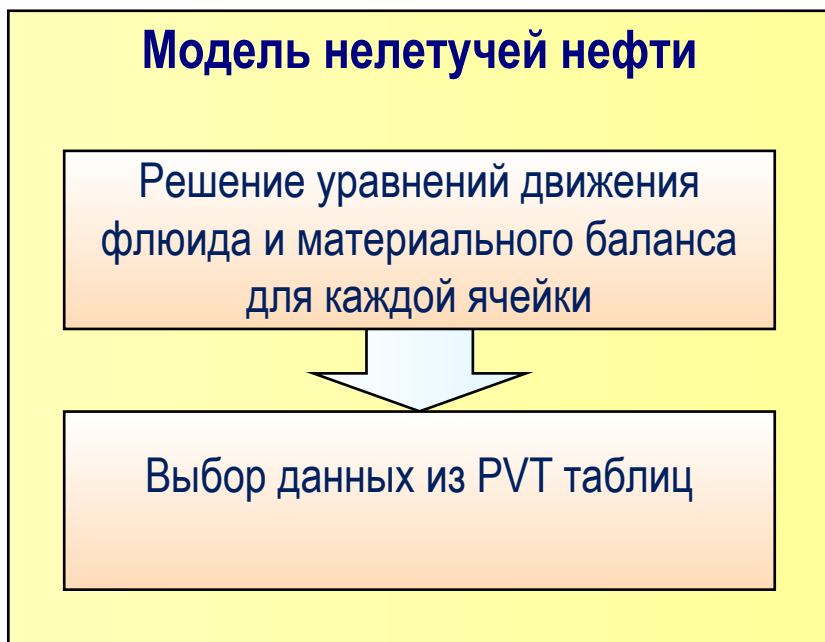 Модель нелетучей нефти
Решение уравнений движения
флюида и материального баланса
для каждой ячейки
Выбор данных из PVT таблиц